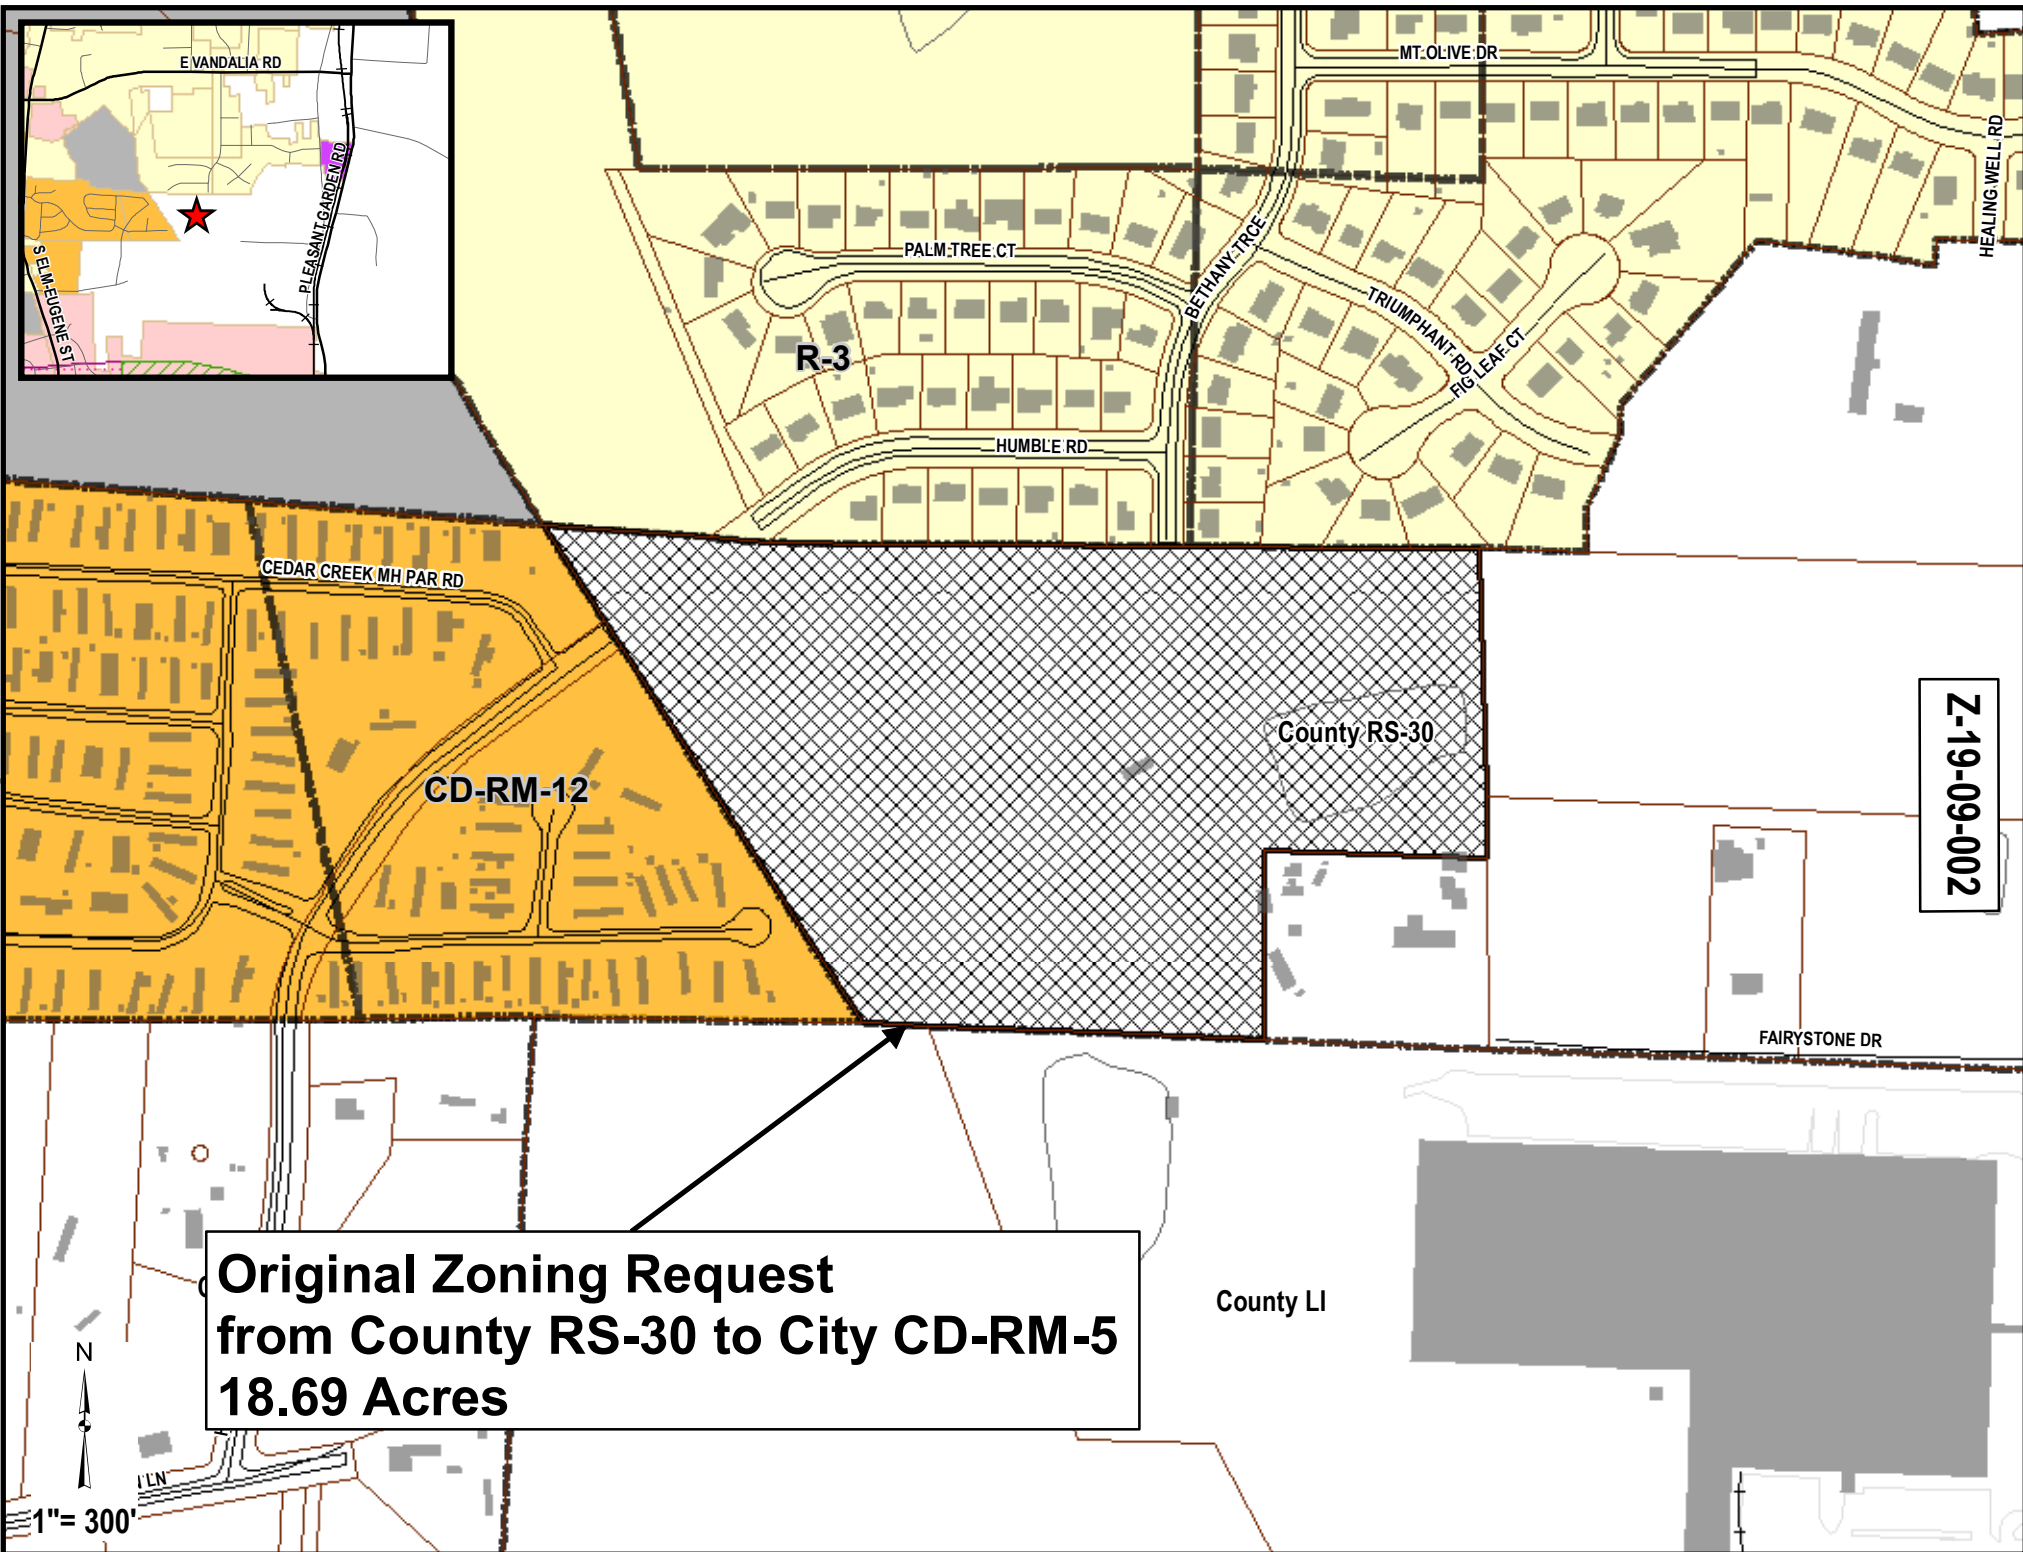 E VANDALIA RD
PLEASANT GARDEN RD
S ELM-EUGENE ST
MT OLIVE DR
HEALING WELL RD
PALM TREE CT
BETHANY TRCE
TRIUMPHANT RD
FIG LEAF CT
R-3
HUMBLE RD
CEDAR CREEK MH PAR RD
County RS-30
CD-RM-12
Z-19-09-002
FAIRYSTONE DR
Original Zoning Request
from County RS-30 to City CD-RM-5
18.69 Acres
County LI
N
LN
1"= 300'